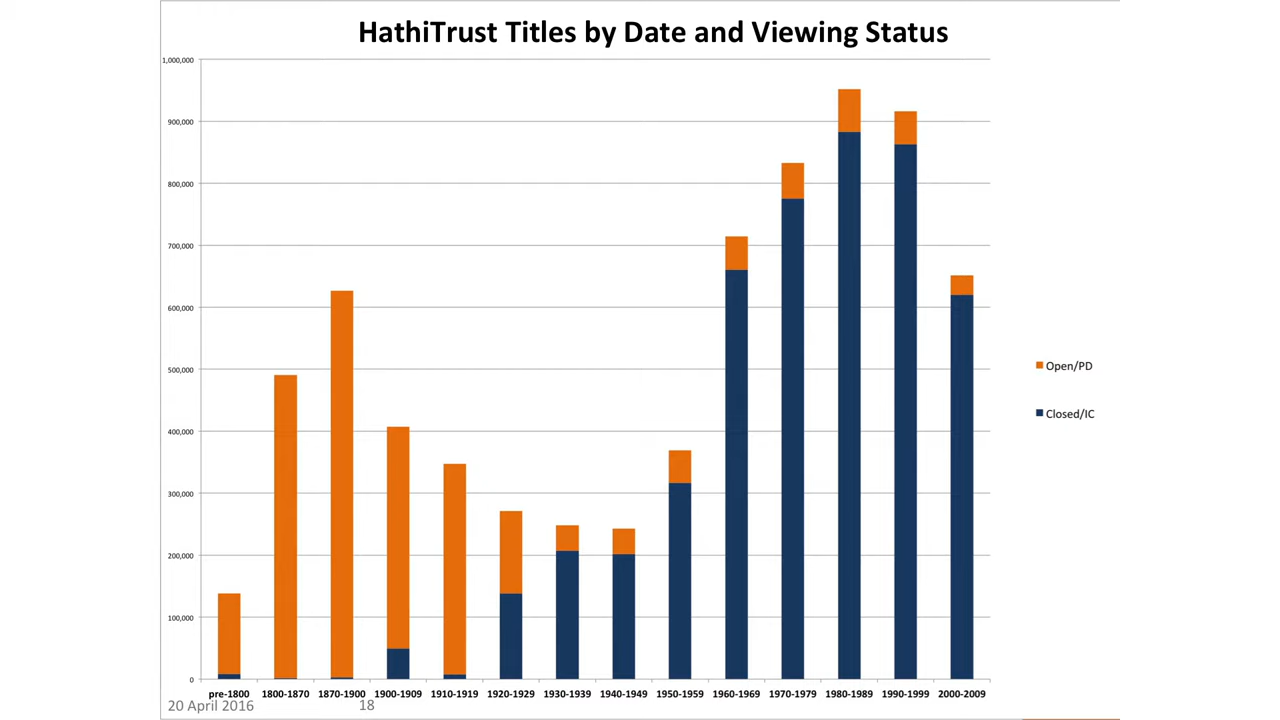 HathiTrust Titles by Date and Viewing Status
1,000,000
900,000
800,000
700,000
600,000
500,000
400,000
300,000
200,000
100,000
0
pre-1800 1800-1870 1870-1900 1900-1909 1910-1919 1920-1929 1930-1939 1940-1949 1950-1959 1960-1969 1970-1979 1980-1989 1990-1999 2000-2009
Open/PD
Closed/IC
20 April 2016 18